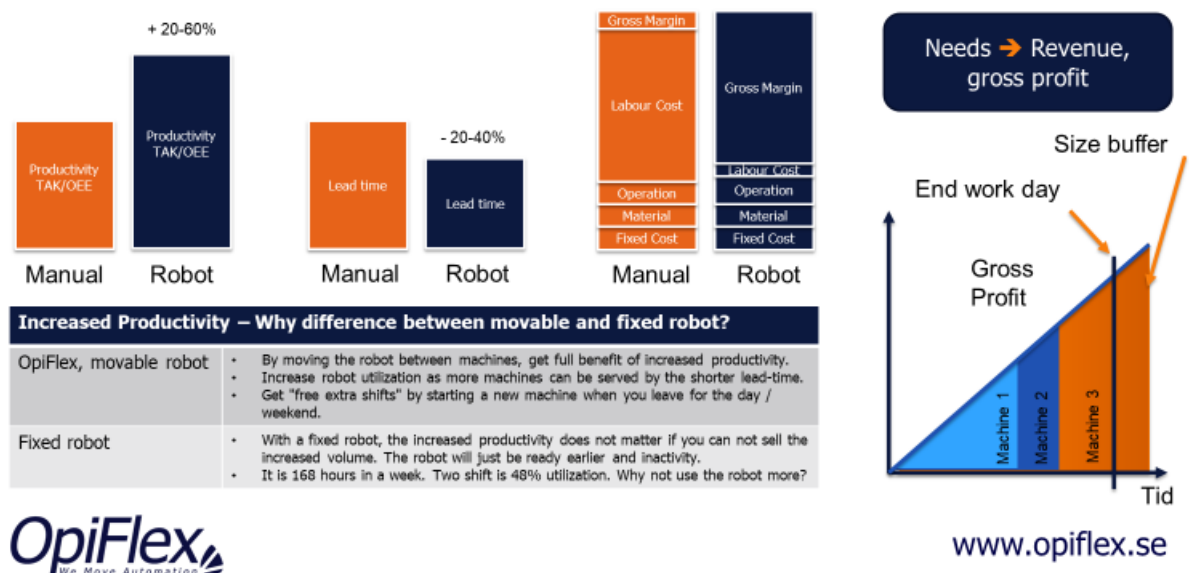 + 20-60%
Productivity
TAK/OEE
Productivity
TAK/OEE
Manual
Robot
- 20-40%
Lead time
Lead time
Manual
Robot
Gross Margin
Labour Cost
Operation
Material
Fixed Cost
Gross Margin
Labour Cost
Operation
Material
Fixed Cost
Manual
Robot
Needs ➔ Revenue,
gross profit
Size buffer
End work day
Gross
Profit
Machine 1
Machine 2
Machine 3
Tid
Increased Productivity – Why difference between movable and fixed robot?
OpiFlex, movable robot
• By moving the robot between machines, get full benefit of increased productivity.
• Increase robot utilization as more machines can be served by the shorter lead-time.
• Get "free extra shifts" by starting a new machine when you leave for the day /
weekend.
Fixed robot
• With a fixed robot, the increased productivity does not matter if you can not sell the
increased volume. The robot will just be ready earlier and inactivity.
• It is 168 hours in a week. Two shift is 48% utilization. Why not use the robot more?
OpiFlex
We Move Automation
www.opiflex.se